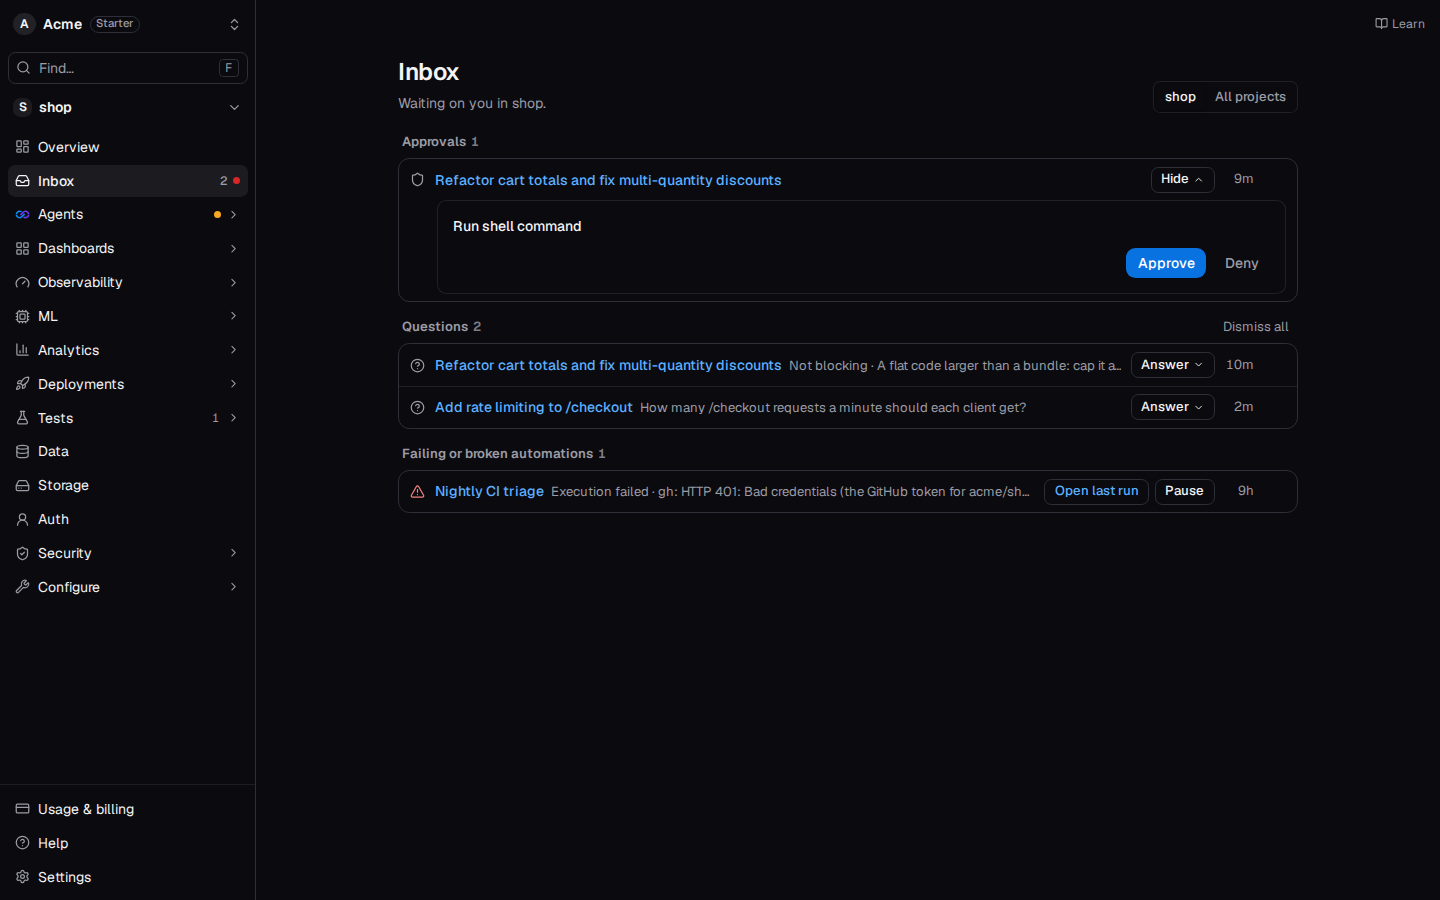 A Acme Starter
Learn
Find... F
S shop
Overview
Inbox 2
Agents
Dashboards
Observability
ML
Analytics
Deployments
Tests 1
Data
Storage
Auth
Security
Configure
Usage & billing
Help
Settings
Inbox
Waiting on you in shop.
shop All projects
Approvals 1
Refactor cart totals and fix multi-quantity discounts Hide 9m
Run shell command
Approve Deny
Questions 2 Dismiss all
Refactor cart totals and fix multi-quantity discounts Not blocking · A flat code larger than a bundle: cap it a... Answer 10m
Add rate limiting to /checkout How many /checkout requests a minute should each client get? Answer 2m
Failing or broken automations 1
Nightly CI triage Execution failed · gh: HTTP 401: Bad credentials (the GitHub token for acme/sh... Open last run Pause 9h